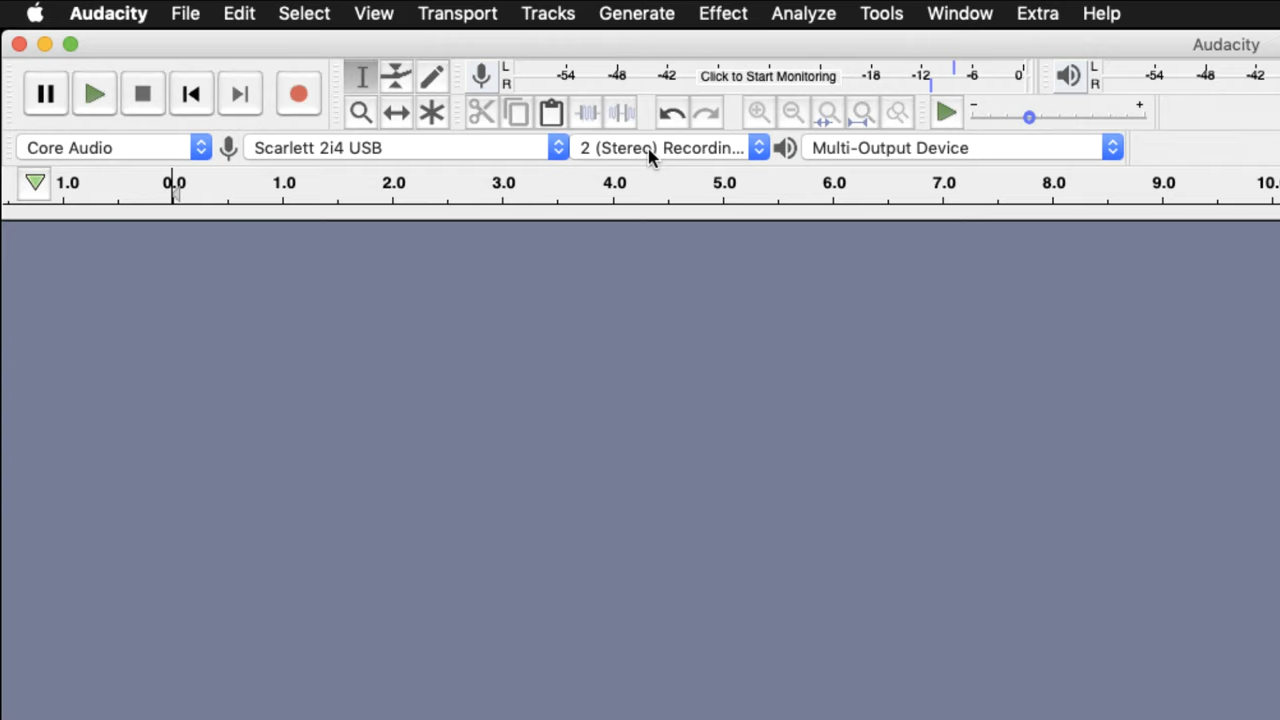 Audacity File Edit Select View Transport Tracks Generate Effect Analyze Tools Window Extra Help
Audacity
L -54 -48 -42 Click to Start Monitoring -18 -12 -6 0 L -54 -48 -42
R R
- +
Core Audio Scarlett 2i4 USB 2 (Stereo) Recordin... Multi-Output Device
1.0 0.0 1.0 2.0 3.0 4.0 5.0 6.0 7.0 8.0 9.0 10.